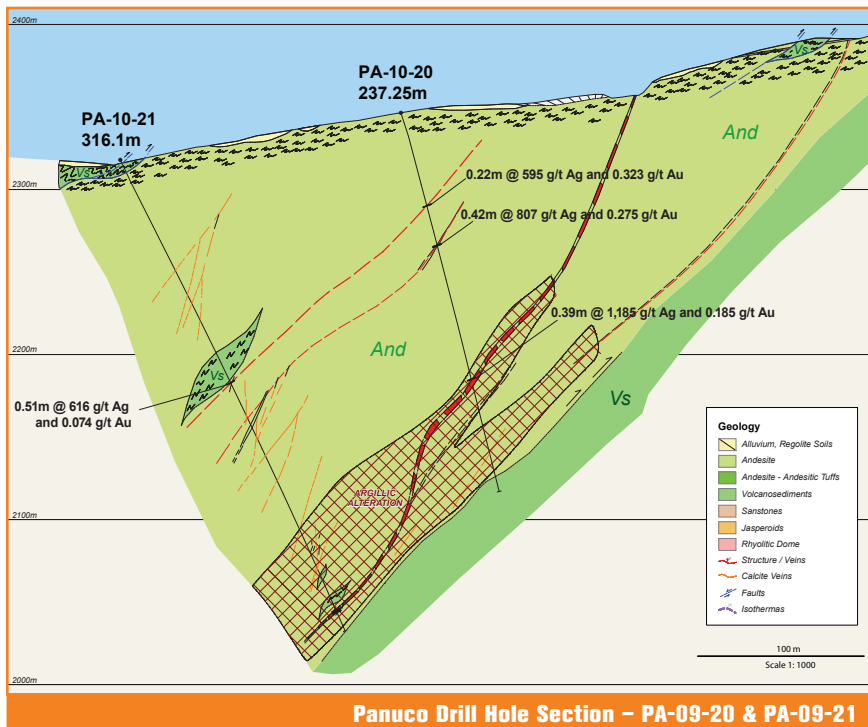 2400m
Vs
PA-10-20
237.25m
PA-10-21
316.1m
And
Vs
0.22m @ 595 g/t Ag and 0.323 g/t Au
2300m
0.42m @ 807 g/t Ag and 0.275 g/t Au
0.39m @ 1,185 g/t Ag and 0.185 g/t Au
And
2200m
Vs
Vs
0.51m @ 616 g/t Ag
and 0.074 g/t Au
ARGILLIC
ALTERATION
2100m
2000m
Geology
Alluvium, Regolite Soils
Andesite
Andesite - Andesitic Tuffs
Volcanosediments
Sanstones
Jasperoids
Rhyolitic Dome
Structure / Veins
Calcite Veins
Faults
Isothermas
100 m
Scale 1: 1000
Panuco Drill Hole Section – PA-09-20 & PA-09-21